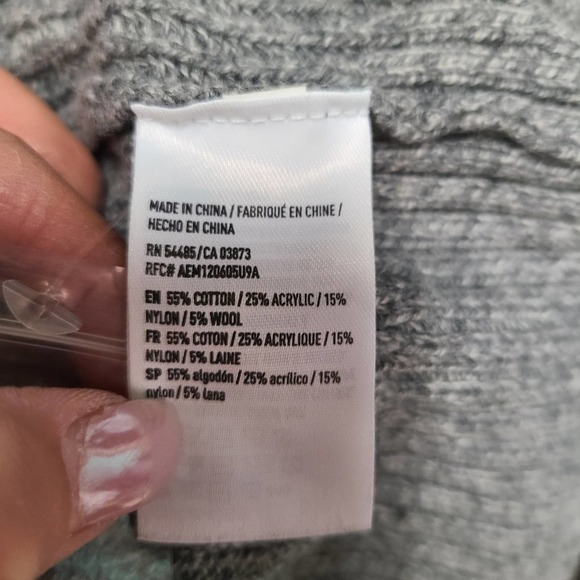 MADE IN CHINA / FABRIQUÉ EN CHINE /
HECHO EN CHINA
RN 54485/CA 03873
RFC# AEM120605U9A
EN 55% COTTON / 25% ACRYLIC / 15%
NYLON / 5% WOOL
FR 55% COTON / 25% ACRYLIQUE / 15%
NYLON / 5% LAINE
SP 55% algodón / 25% acrílico / 15%
nylon / 5% lana